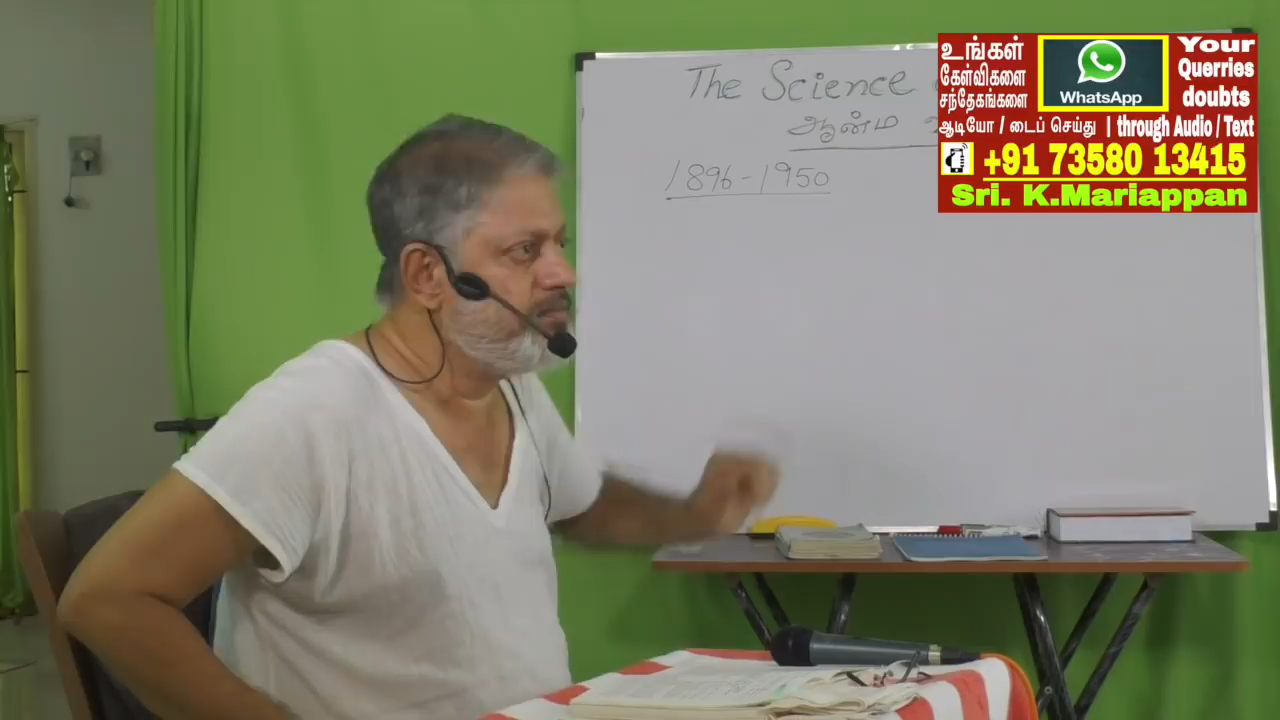 The Science
ஆன்ம
1896-1950
உங்கள்
கேள்விகளை
சந்தேகங்களை
WhatsApp
Your
Querries
doubts
ஆடியோ / டைப் செய்து | through Audio / Text
+91 73580 13415
Sri. K.Mariappan